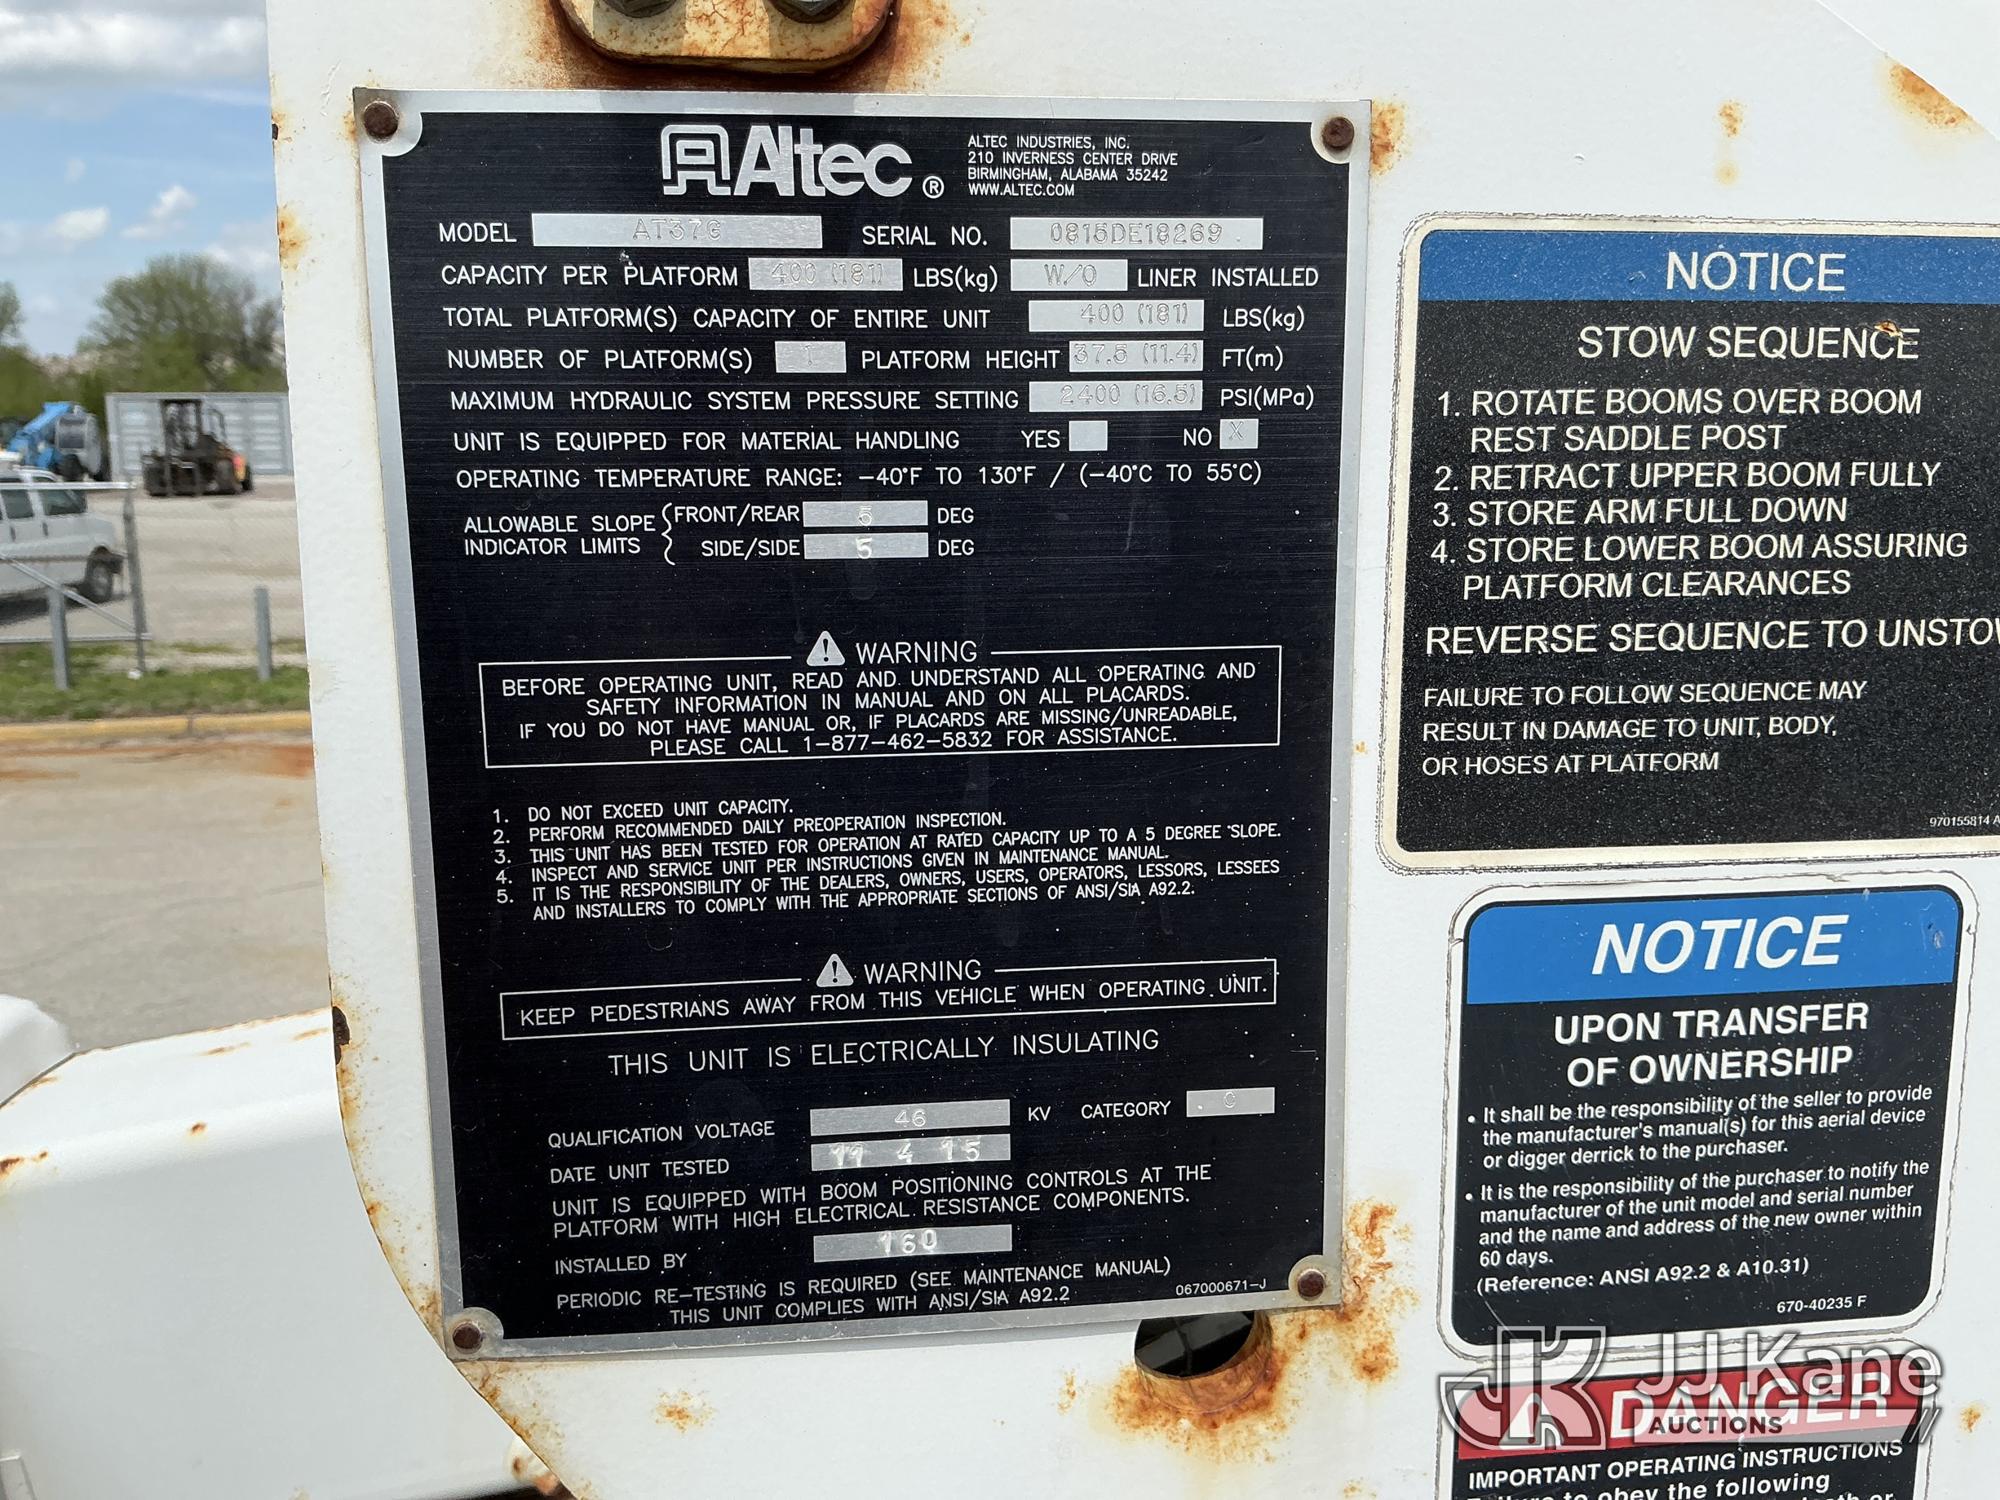 Altec®
ALTEC INDUSTRIES, INC.
210 INVERNESS CENTER DRIVE
BIRMINGHAM, ALABAMA 35242
WWW.ALTEC.COM
MODEL AT37G SERIAL NO. 0815DE18269
CAPACITY PER PLATFORM 400 (181) LBS(kg) W/O LINER INSTALLED
TOTAL PLATFORM(S) CAPACITY OF ENTIRE UNIT 400 (181) LBS(kg)
NUMBER OF PLATFORM(S) 1 PLATFORM HEIGHT 37.5 (11.4) FT(m)
MAXIMUM HYDRAULIC SYSTEM PRESSURE SETTING 2400 (16.5) PSI(MPa)
UNIT IS EQUIPPED FOR MATERIAL HANDLING YES NO X
OPERATING TEMPERATURE RANGE: -40°F TO 130°F / (-40°C TO 55°C)
ALLOWABLE SLOPE { FRONT/REAR 5 DEG
INDICATOR LIMITS { SIDE/SIDE 5 DEG
WARNING
BEFORE OPERATING UNIT, READ AND UNDERSTAND ALL OPERATING AND
SAFETY INFORMATION IN MANUAL AND ON ALL PLACARDS.
IF YOU DO NOT HAVE MANUAL OR, IF PLACARDS ARE MISSING/UNREADABLE,
PLEASE CALL 1-877-462-5832 FOR ASSISTANCE.
1. DO NOT EXCEED UNIT CAPACITY.
2. PERFORM RECOMMENDED DAILY PREOPERATION INSPECTION.
3. THIS UNIT HAS BEEN TESTED FOR OPERATION AT RATED CAPACITY UP TO A 5 DEGREE SLOPE.
4. INSPECT AND SERVICE UNIT PER INSTRUCTIONS GIVEN IN MAINTENANCE MANUAL.
5. IT IS THE RESPONSIBILITY OF THE DEALERS, OWNERS, USERS, OPERATORS, LESSORS, LESSEES
AND INSTALLERS TO COMPLY WITH THE APPROPRIATE SECTIONS OF ANSI/SIA A92.2.
WARNING
KEEP PEDESTRIANS AWAY FROM THIS VEHICLE WHEN OPERATING UNIT.
THIS UNIT IS ELECTRICALLY INSULATING
QUALIFICATION VOLTAGE 46 KV CATEGORY C
DATE UNIT TESTED 11 4 15
UNIT IS EQUIPPED WITH BOOM POSITIONING CONTROLS AT THE
PLATFORM WITH HIGH ELECTRICAL RESISTANCE COMPONENTS.
INSTALLED BY 160
PERIODIC RE-TESTING IS REQUIRED (SEE MAINTENANCE MANUAL)
THIS UNIT COMPLIES WITH ANSI/SIA A92.2
067000671-J
NOTICE
STOW SEQUENCE
1. ROTATE BOOMS OVER BOOM
REST SADDLE POST
2. RETRACT UPPER BOOM FULLY
3. STORE ARM FULL DOWN
4. STORE LOWER BOOM ASSURING
PLATFORM CLEARANCES
REVERSE SEQUENCE TO UNSTOW
FAILURE TO FOLLOW SEQUENCE MAY
RESULT IN DAMAGE TO UNIT, BODY,
OR HOSES AT PLATFORM
970155814 A
NOTICE
UPON TRANSFER
OF OWNERSHIP
• It shall be the responsibility of the seller to provide
the manufacturer's manual(s) for this aerial device
or digger derrick to the purchaser.
• It is the responsibility of the purchaser to notify the
manufacturer of the unit model and serial number
and the name and address of the new owner within
60 days.
(Reference: ANSI A92.2 & A10.31)
670-40235 F
DANGER
IMPORTANT OPERATING INSTRUCTIONS
Failure to obey the following
JK JJ Kane
AUCTIONS